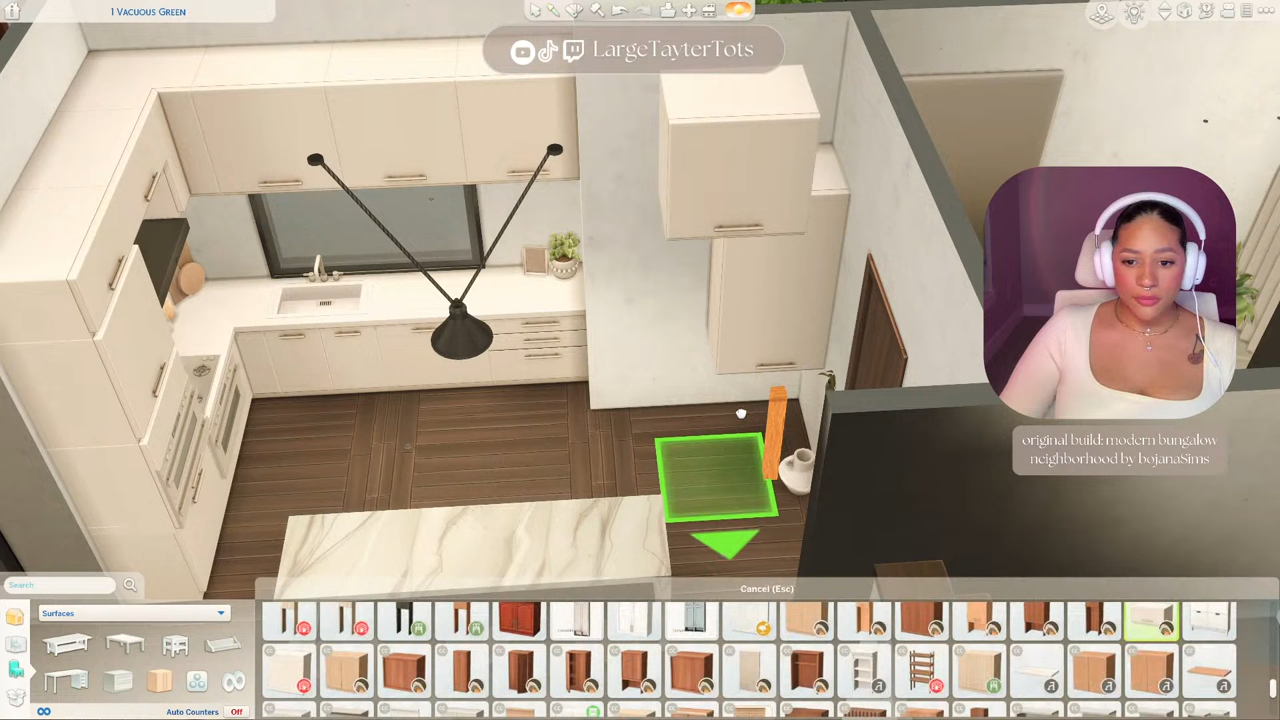 1 Vacuous Green
LargeTayterTots
original build: modern bungalow
neighborhood by bojanaSims
Cancel (Esc)
Search
Surfaces
Auto Counters Off